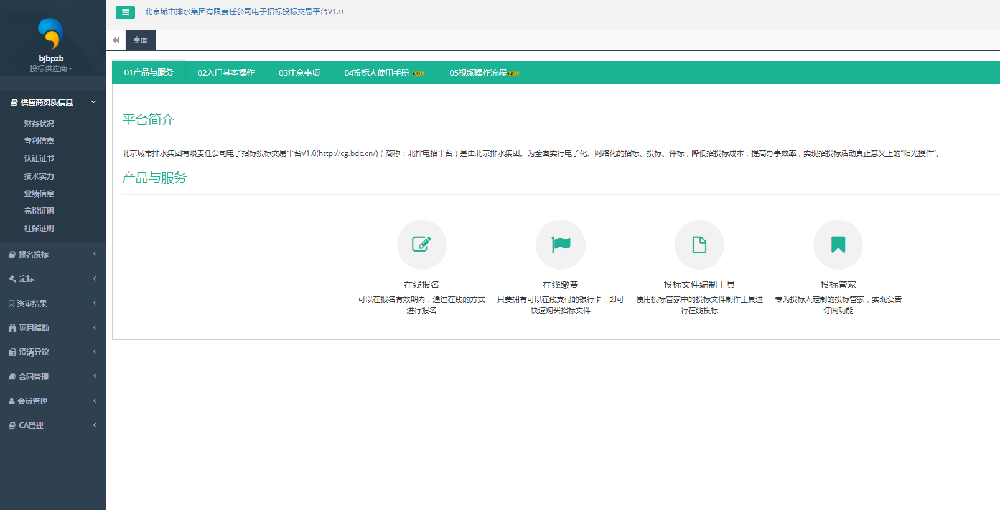 北京城市排水集团有限责任公司电子招标投标交易平台V1.0
桌面
bjbpzb
投标供应商
供应商资质信息
财务状况
专利信息
认证证书
技术实力
业绩信息
完税证明
社保证明
报名投标
定标
资审结果
项目踏勘
澄清异议
合同管理
会员管理
CA管理
01产品与服务 02入门基本操作 03注意事项 04投标人使用手册 NEW 05视频操作流程 NEW
平台简介
北京城市排水集团有限责任公司电子招标投标交易平台V1.0(http://cg.bdc.cn/)（简称：北排电招平台）是由北京排水集团。为全面实行电子化、网络化的招标、投标、评标，降低招投标成本，提高办事效率，实现招投标活动真正意义上的“阳光操作”。
产品与服务
在线报名
可以在报名有效期内，通过在线的方式
进行报名
在线缴费
只要拥有可以在线支付的银行卡，即可
快速购买招标文件
投标文件编制工具
使用投标管家中的投标文件制作工具进
行在线投标
投标管家
专为投标人定制的投标管家，实现公告
订阅功能